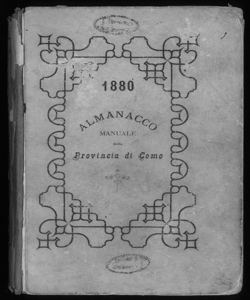 1880
ALMANACCO
MANUALE
della
Provincia di Como